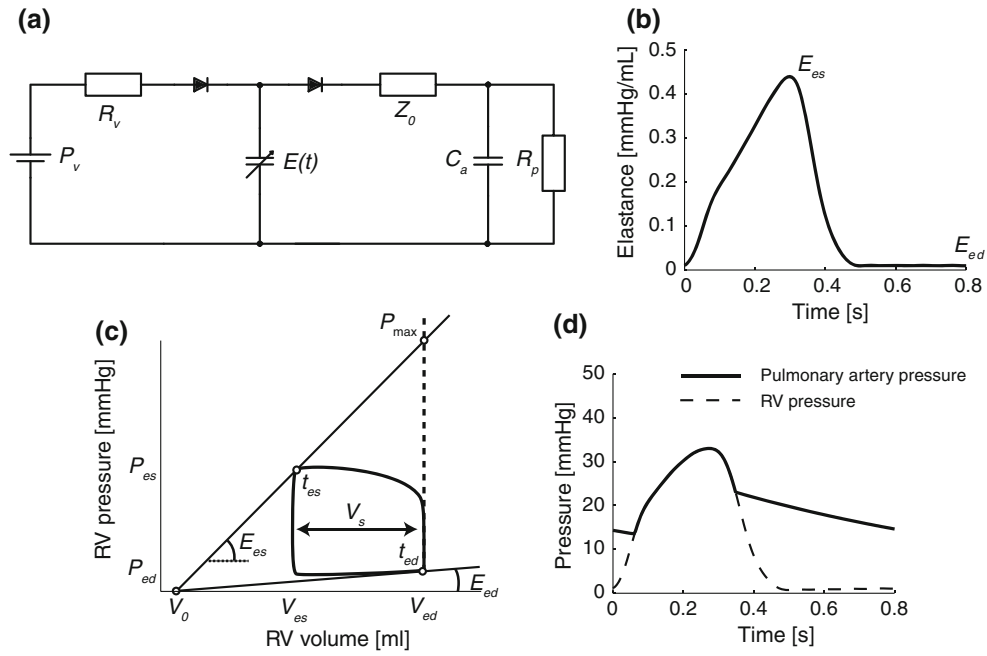 (a)
R_v
Z_0
P_v
E(t)
C_a
R_p
(b)
Elastance [mmHg/mL]
0.5
0.4
0.3
0.2
0.1
0
E_es
E_ed
0
0.2
0.4
0.6
0.8
Time [s]
(c)
RV pressure [mmHg]
P_max
P_es
t_es
V_s
t_ed
E_es
P_ed
E_ed
V_0
V_es
V_ed
RV volume [ml]
(d)
Pressure [mmHg]
50
40
30
20
10
0
Pulmonary artery pressure
RV pressure
0
0.2
0.4
0.6
0.8
Time [s]